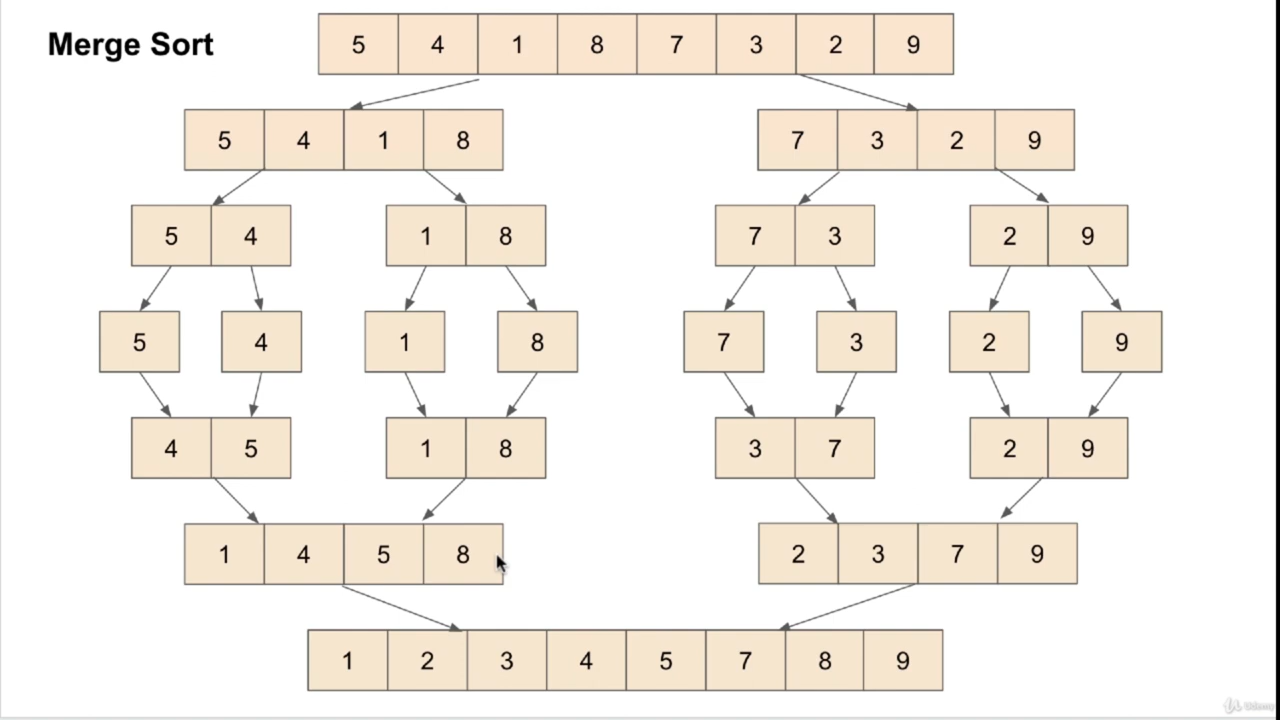 Merge Sort
5 4 1 8 7 3 2 9
5 4 1 8 7 3 2 9
5 4 1 8 7 3 2 9
5 4 1 8 7 3 2 9
4 5 1 8 3 7 2 9
1 4 5 8 2 3 7 9
1 2 3 4 5 7 8 9
Udemy